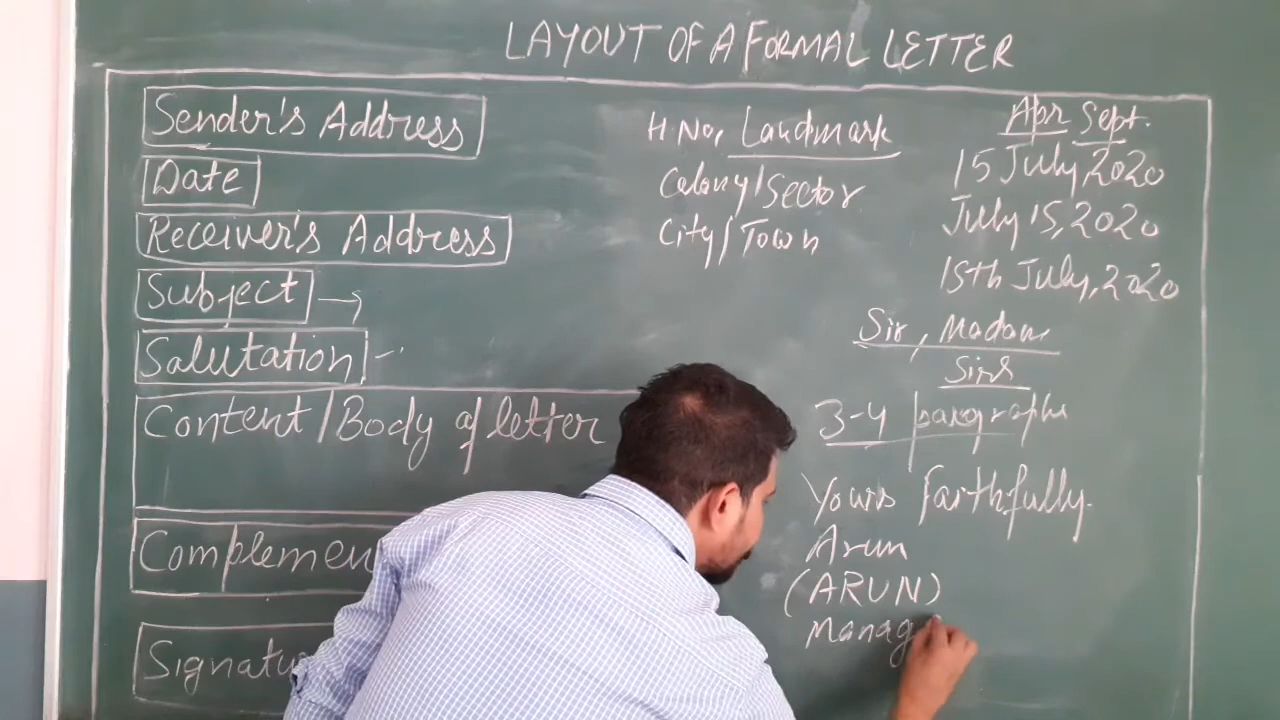 LAYOUT OF A FORMAL LETTER
Sender's Address
Date
Receiver's Address
Subject
Salutation
Content/Body of letter
Complemen
Signatu
H No, Landmark
Colony/Sector
City/Town
Apr Sept.
15 July, 2020
July 15, 2020
15th July, 2020
Sir, Madam
Sirs
3-4 paragraphs
Yours faithfully.
Arun
(ARUN)
Manag